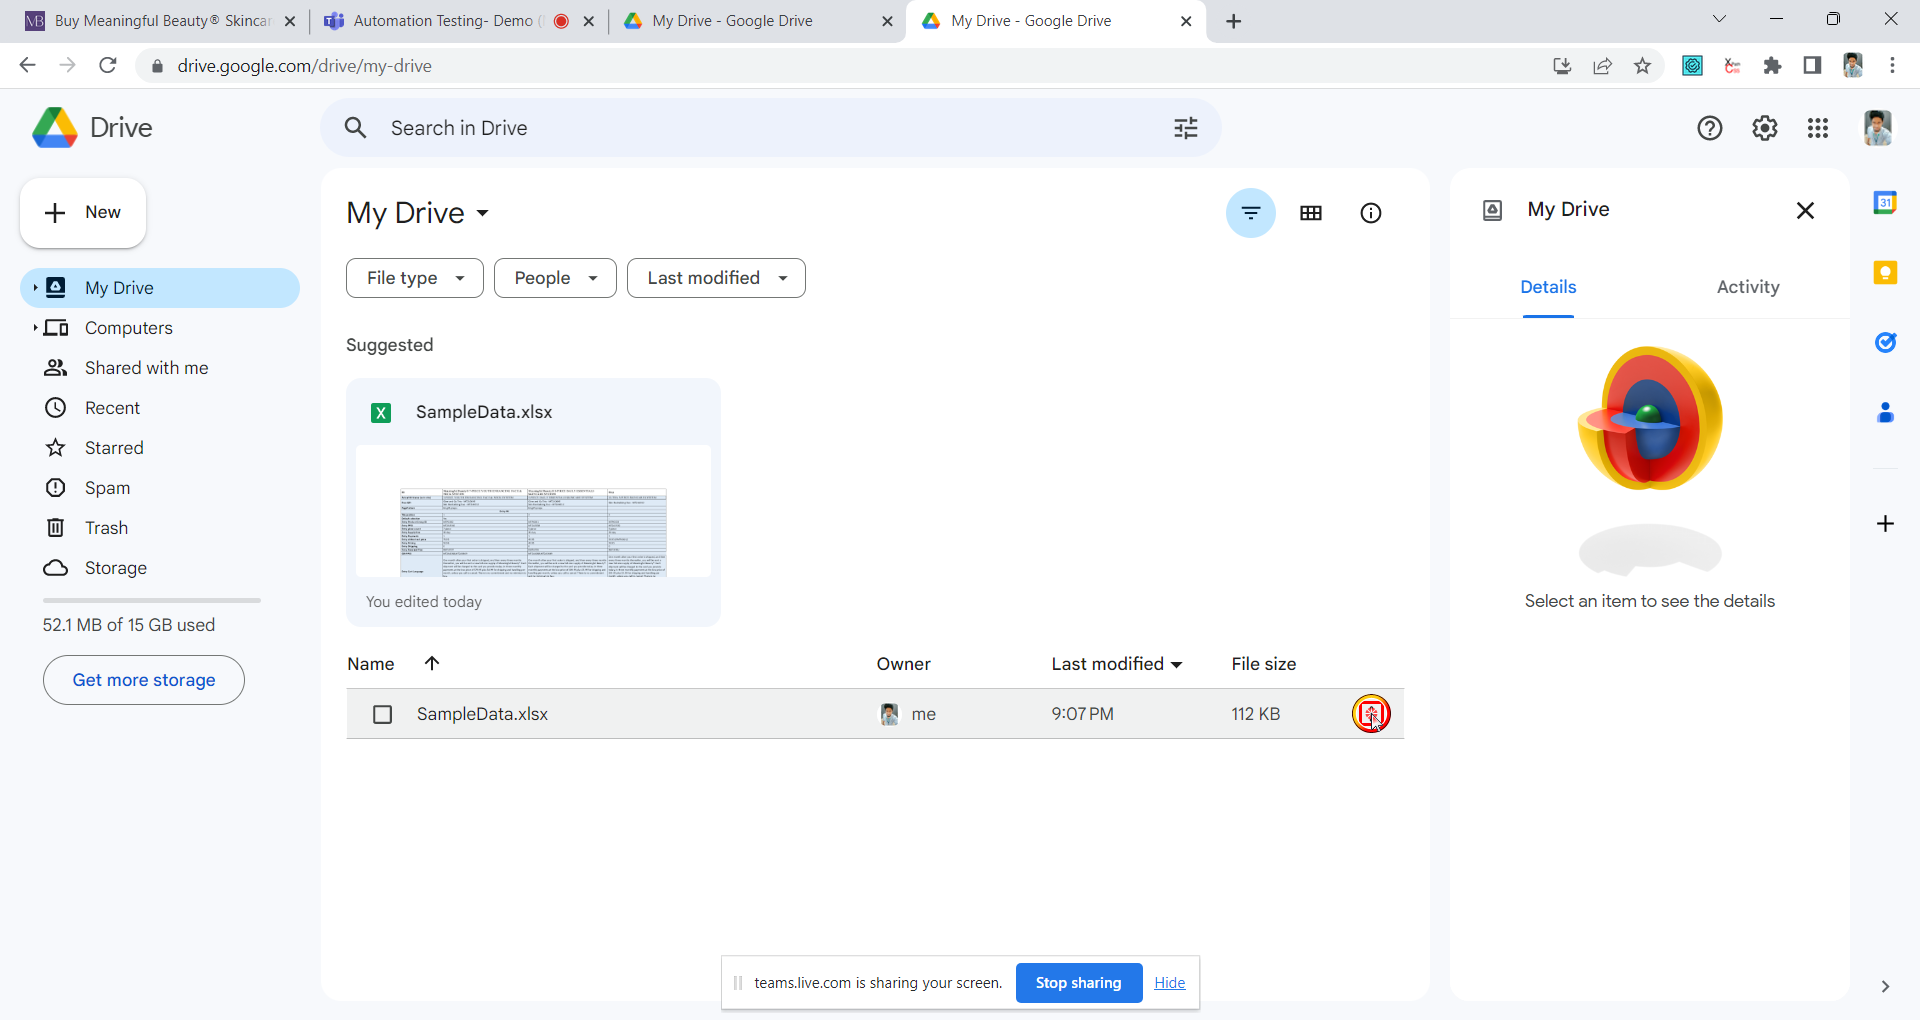 MB Buy Meaningful Beauty® Skincar
Automation Testing- Demo (
My Drive - Google Drive
My Drive - Google Drive
drive.google.com/drive/my-drive
Drive
Search in Drive
New
My Drive
Computers
Shared with me
Recent
Starred
Spam
Trash
Storage
52.1 MB of 15 GB used
Get more storage
My Drive
File type
People
Last modified
Suggested
X SampleData.xlsx
You edited today
Name Owner Last modified File size
SampleData.xlsx me 9:07 PM 112 KB
My Drive
Details Activity
Select an item to see the details
31
teams.live.com is sharing your screen. Stop sharing Hide